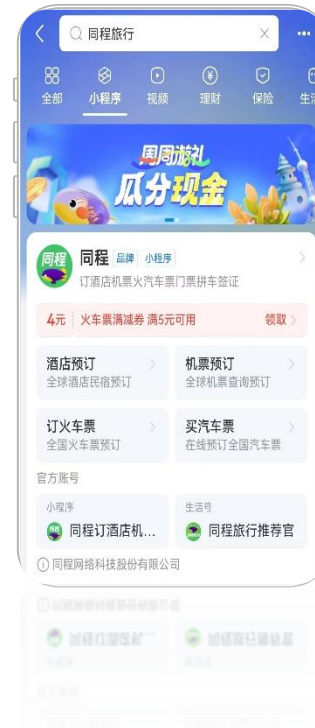 同程旅行
全部 小程序 视频 理财 保险 生
周周游礼
瓜分现金
同程
同程 品牌 小程序
订酒店机票火汽车票门票拼车签证
4元 火车票满减券 满5元可用 领取
酒店预订 机票预订
全球酒店民宿预订 全球机票查询预订
订火车票 买汽车票
全国火车票预订 在线预订全国汽车票
官方账号
小程序 生活号
同程订酒店机... 同程旅行推荐官
同程网络科技股份有限公司